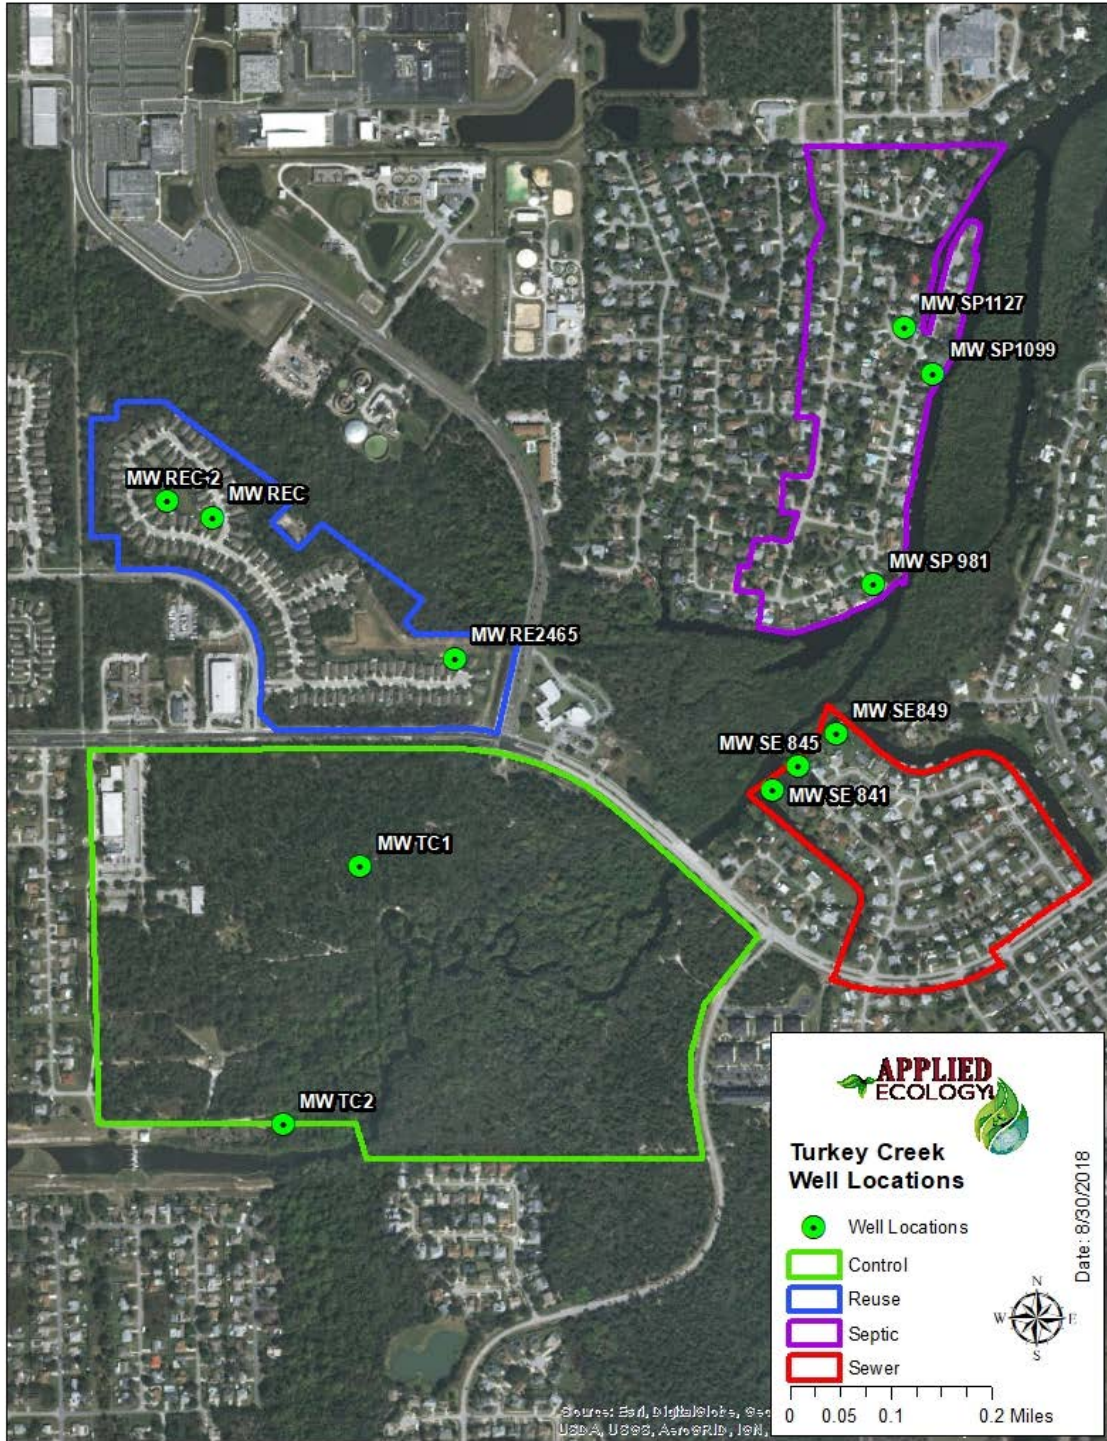 MW SP1127
MW SP1099
MW REC-2
MW REC
MW SP 981
MW RE2465
MW SE849
MW SE 845
MW SE 841
MW TC1
MW TC2
APPLIED
ECOLOGY
Turkey Creek
Well Locations
Well Locations
Control
Reuse
Septic
Sewer
Date: 8/30/2018
N
W E
S
0 0.05 0.1 0.2 Miles
Source: Esri, DigitalGlobe,
USDA, USGS, AeroGRID, IGN,